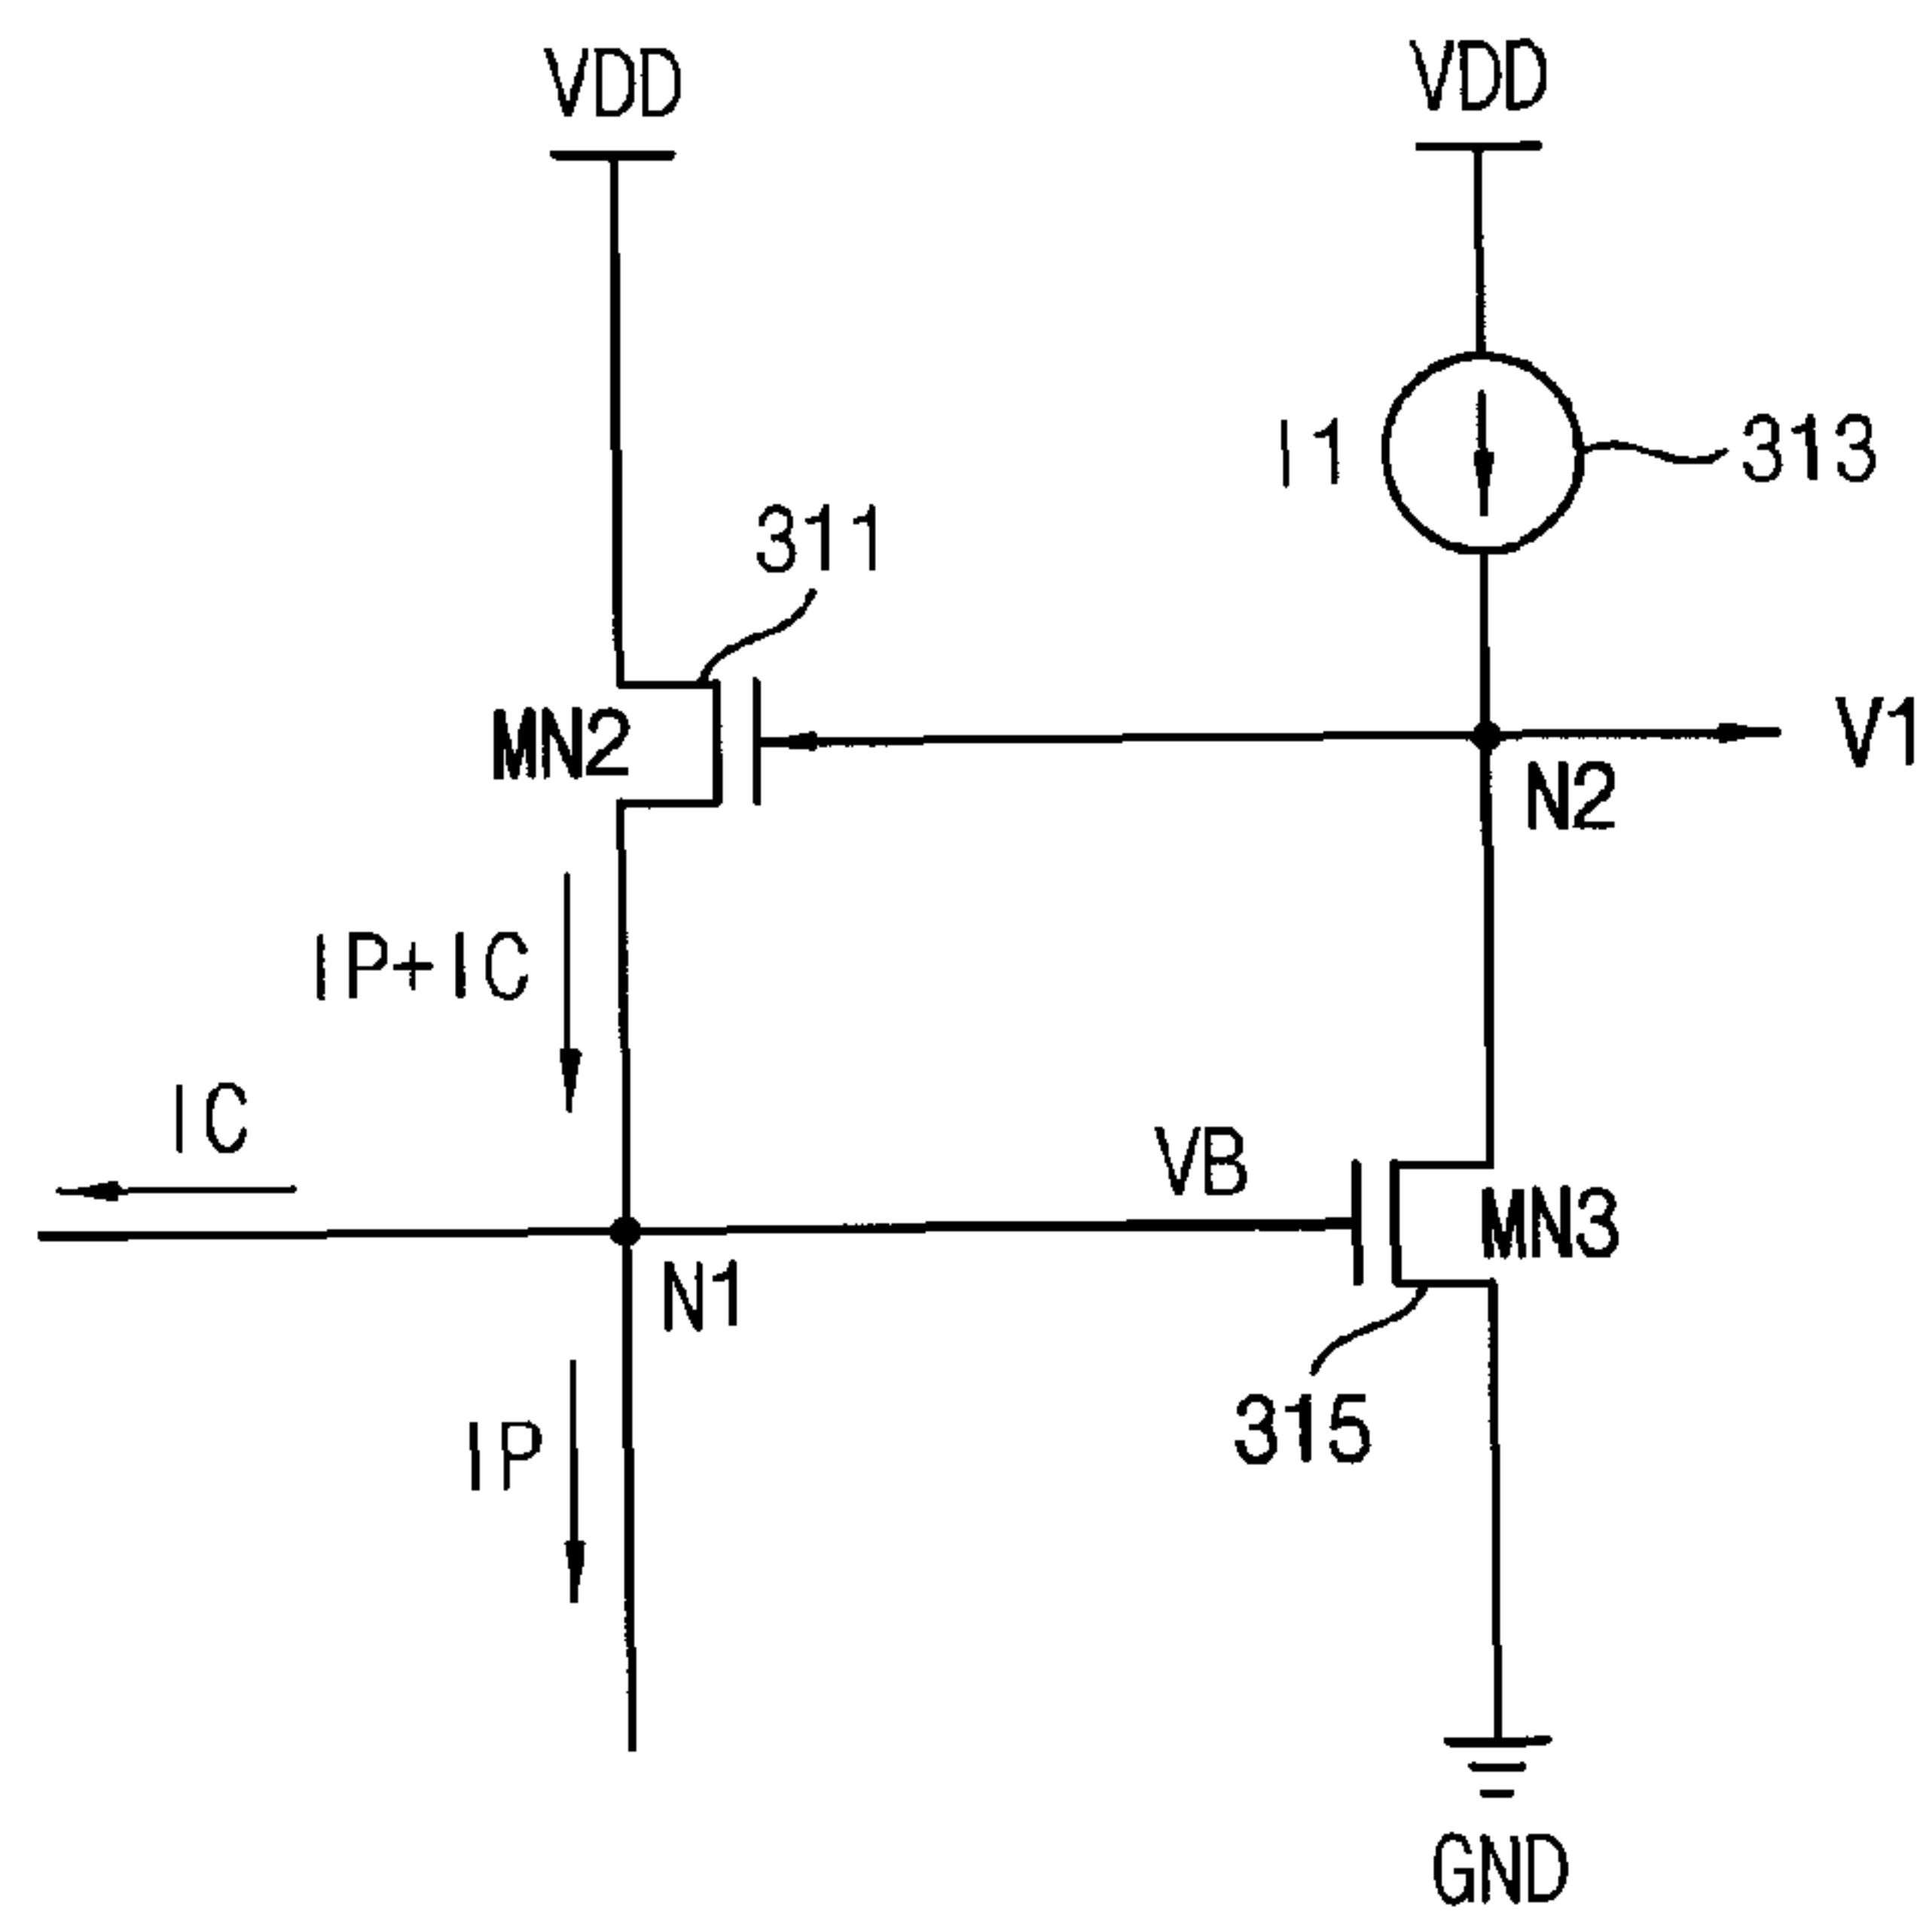 VDD
VDD
I1
313
311
MN2
V1
N2
IP+IC
IC
VB
MN3
N1
315
IP
GND